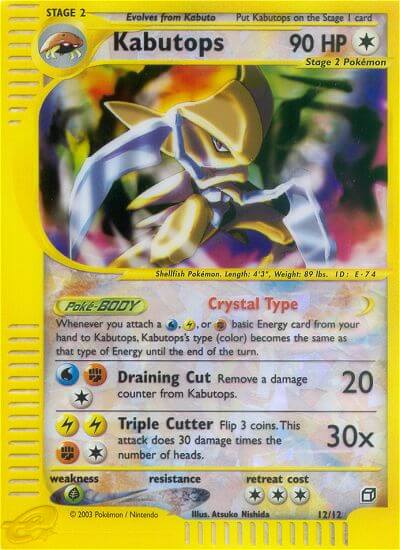 STAGE 2
Evolves from Kabuto
Put Kabutops on the Stage 1 card
Kabutops
90 HP
Stage 2 Pokémon
Shellfish Pokémon. Length: 4'3", Weight: 89 lbs. ID: E-74
Poké-BODY
Crystal Type
Whenever you attach a , , or basic Energy card from your
hand to Kabutops, Kabutops's type (color) becomes the same as
that type of Energy until the end of the turn.
Draining Cut Remove a damage
counter from Kabutops.
20
Triple Cutter Flip 3 coins. This
attack does 30 damage times the
number of heads.
30x
weakness
resistance
retreat cost
© 2003 Pokémon / Nintendo
Illus. Atsuko Nishida
12/12